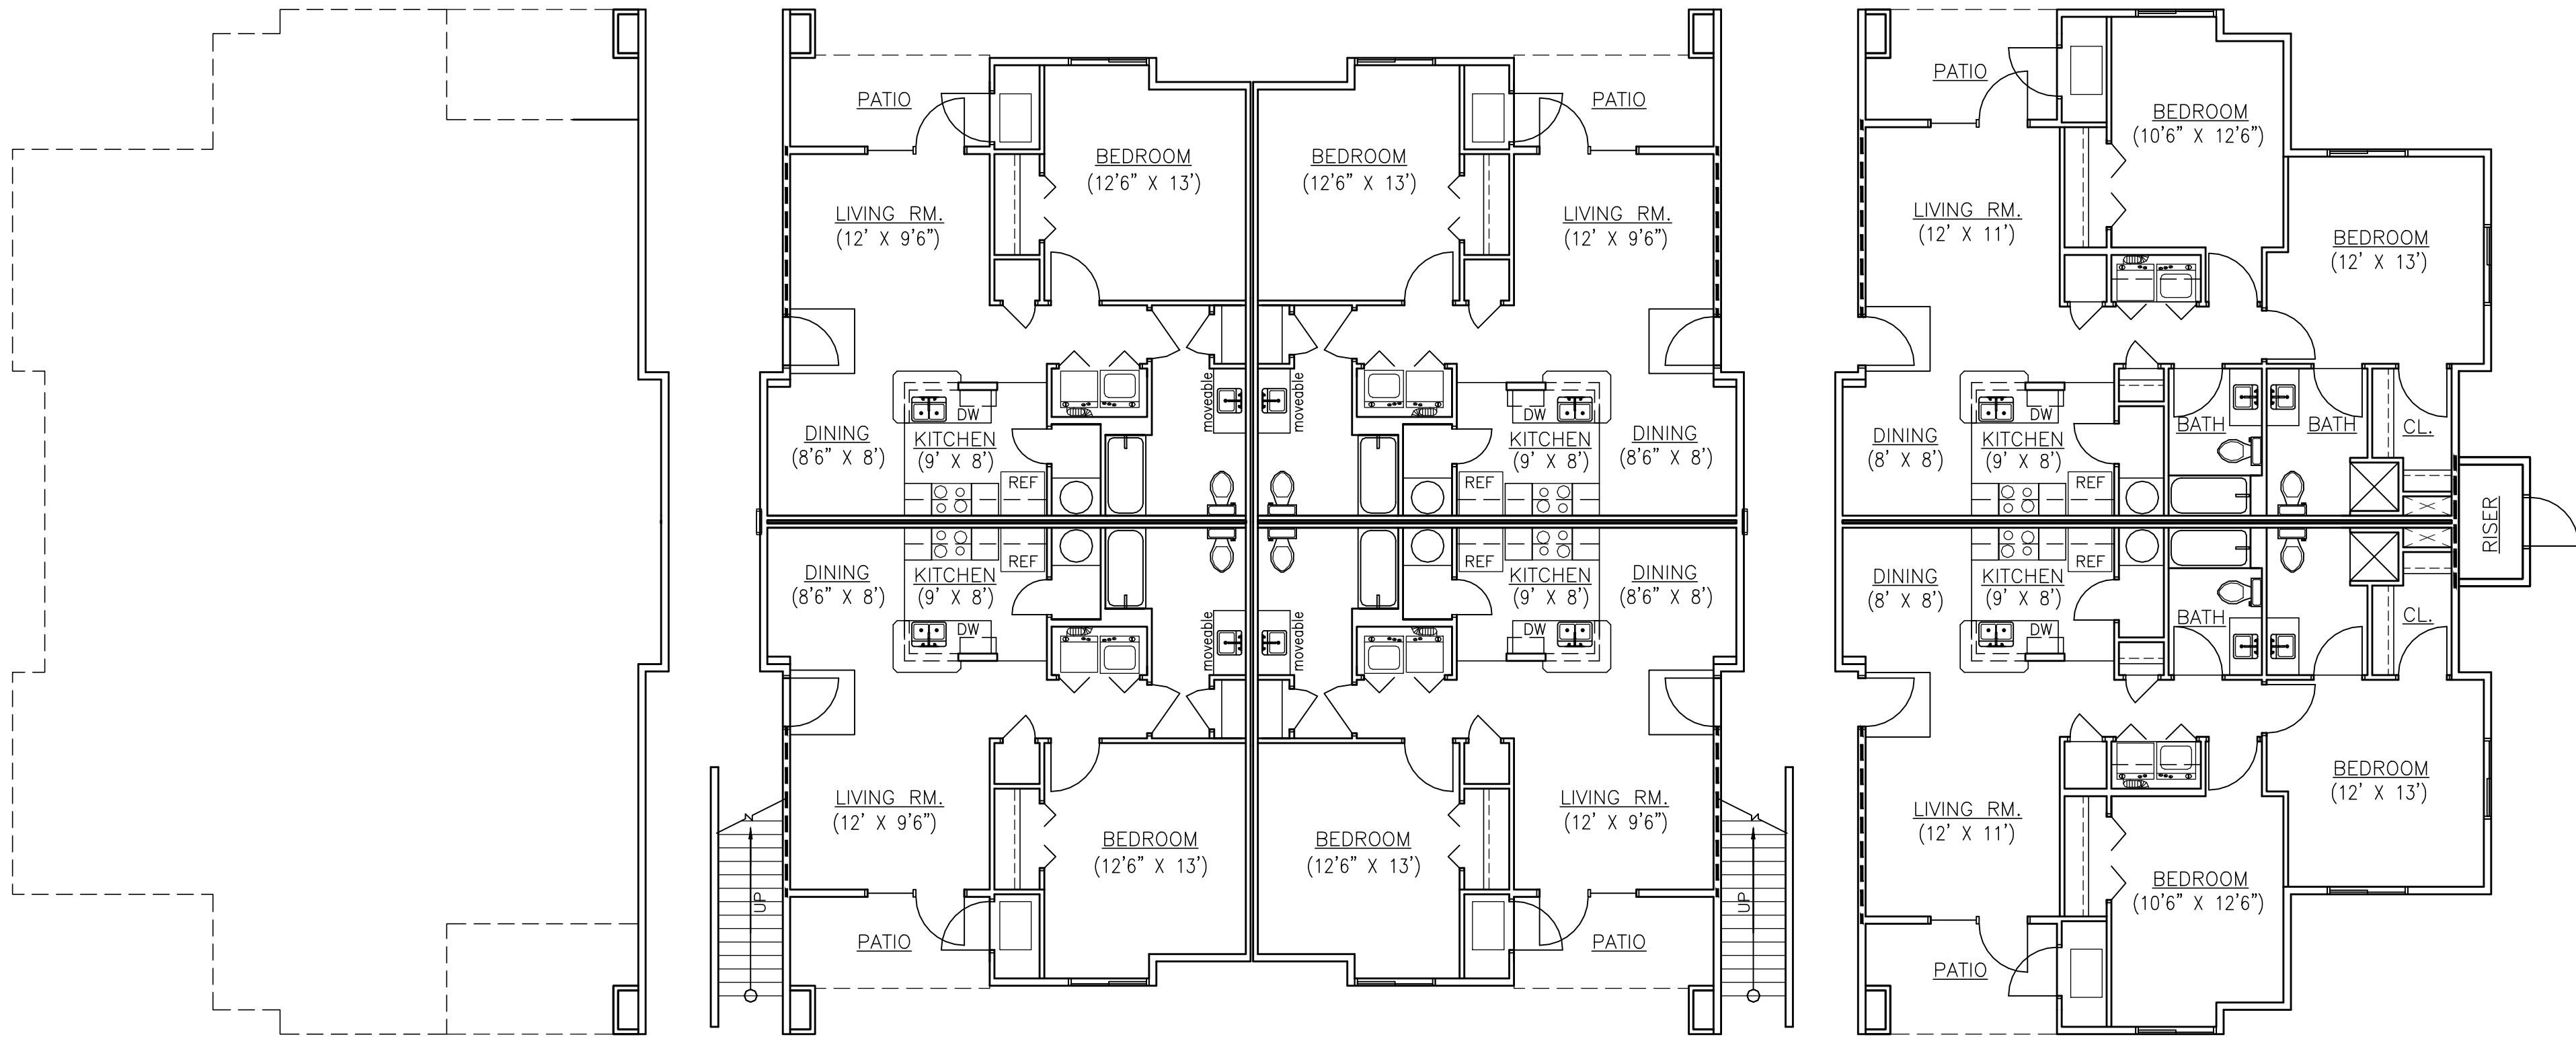 PATIO
BEDROOM
(12'6" X 13')
LIVING RM.
(12' X 9'6")
DW
moveable
DINING
(8'6" X 8')
KITCHEN
(9' X 8')
REF
BEDROOM
(12'6" X 13')
PATIO
LIVING RM.
(12' X 9'6")
moveable
DW
KITCHEN
(9' X 8')
DINING
(8'6" X 8')
REF
REF
DINING
(8'6" X 8')
KITCHEN
(9' X 8')
DW
moveable
LIVING RM.
(12' X 9'6")
BEDROOM
(12'6" X 13')
UP
PATIO
REF
KITCHEN
(9' X 8')
DINING
(8'6" X 8')
moveable
DW
LIVING RM.
(12' X 9'6")
BEDROOM
(12'6" X 13')
PATIO
UP
PATIO
BEDROOM
(10'6" X 12'6")
LIVING RM.
(12' X 11')
BEDROOM
(12' X 13')
DW
DINING
(8' X 8')
KITCHEN
(9' X 8')
BATH
BATH
CL.
REF
RISER
REF
DINING
(8' X 8')
KITCHEN
(9' X 8')
BATH
CL.
DW
LIVING RM.
(12' X 11')
BEDROOM
(12' X 13')
BEDROOM
(10'6" X 12'6")
PATIO